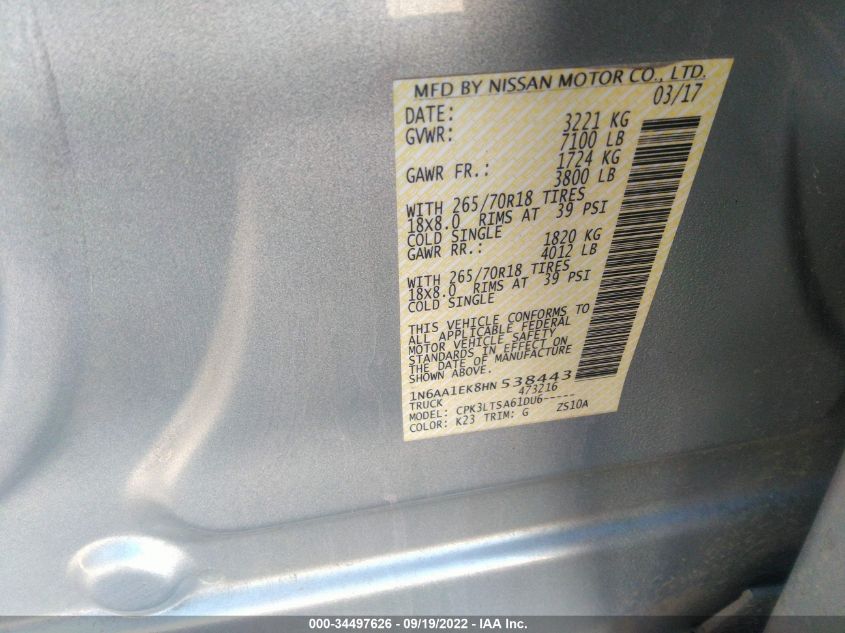 MFD BY NISSAN MOTOR CO., LTD.
DATE: 03/17
GVWR: 3221 KG
7100 LB
GAWR FR.: 1724 KG
3800 LB
WITH 265/70R18 TIRES
18X8.0 RIMS AT 39 PSI
COLD SINGLE
GAWR RR.: 1820 KG
4012 LB
WITH 265/70R18 TIRES
18X8.0 RIMS AT 39 PSI
COLD SINGLE
THIS VEHICLE CONFORMS TO
ALL APPLICABLE FEDERAL
MOTOR VEHICLE SAFETY
STANDARDS IN EFFECT ON
THE DATE OF MANUFACTURE
SHOWN ABOVE.
1N6AA1EK8HN538443
TRUCK 473216
MODEL: CPK3LTSA61DU6-----
COLOR: K23 TRIM: G ZS10A
000-34497626 - 09/19/2022 - IAA Inc.